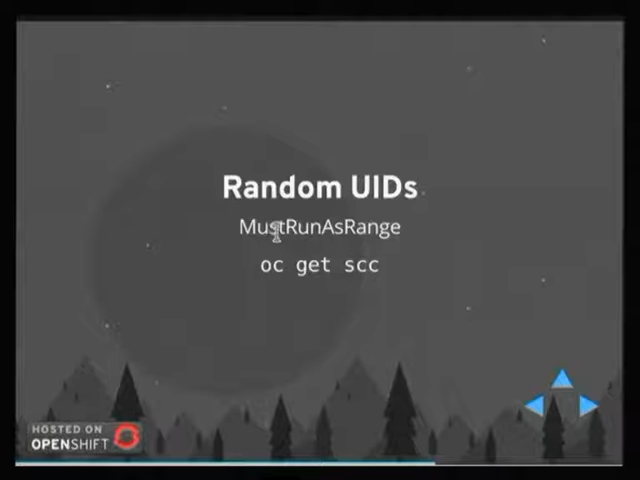 Random UIDs
MustRunAsRange
oc get scc
HOSTED ON
OPENSHIFT